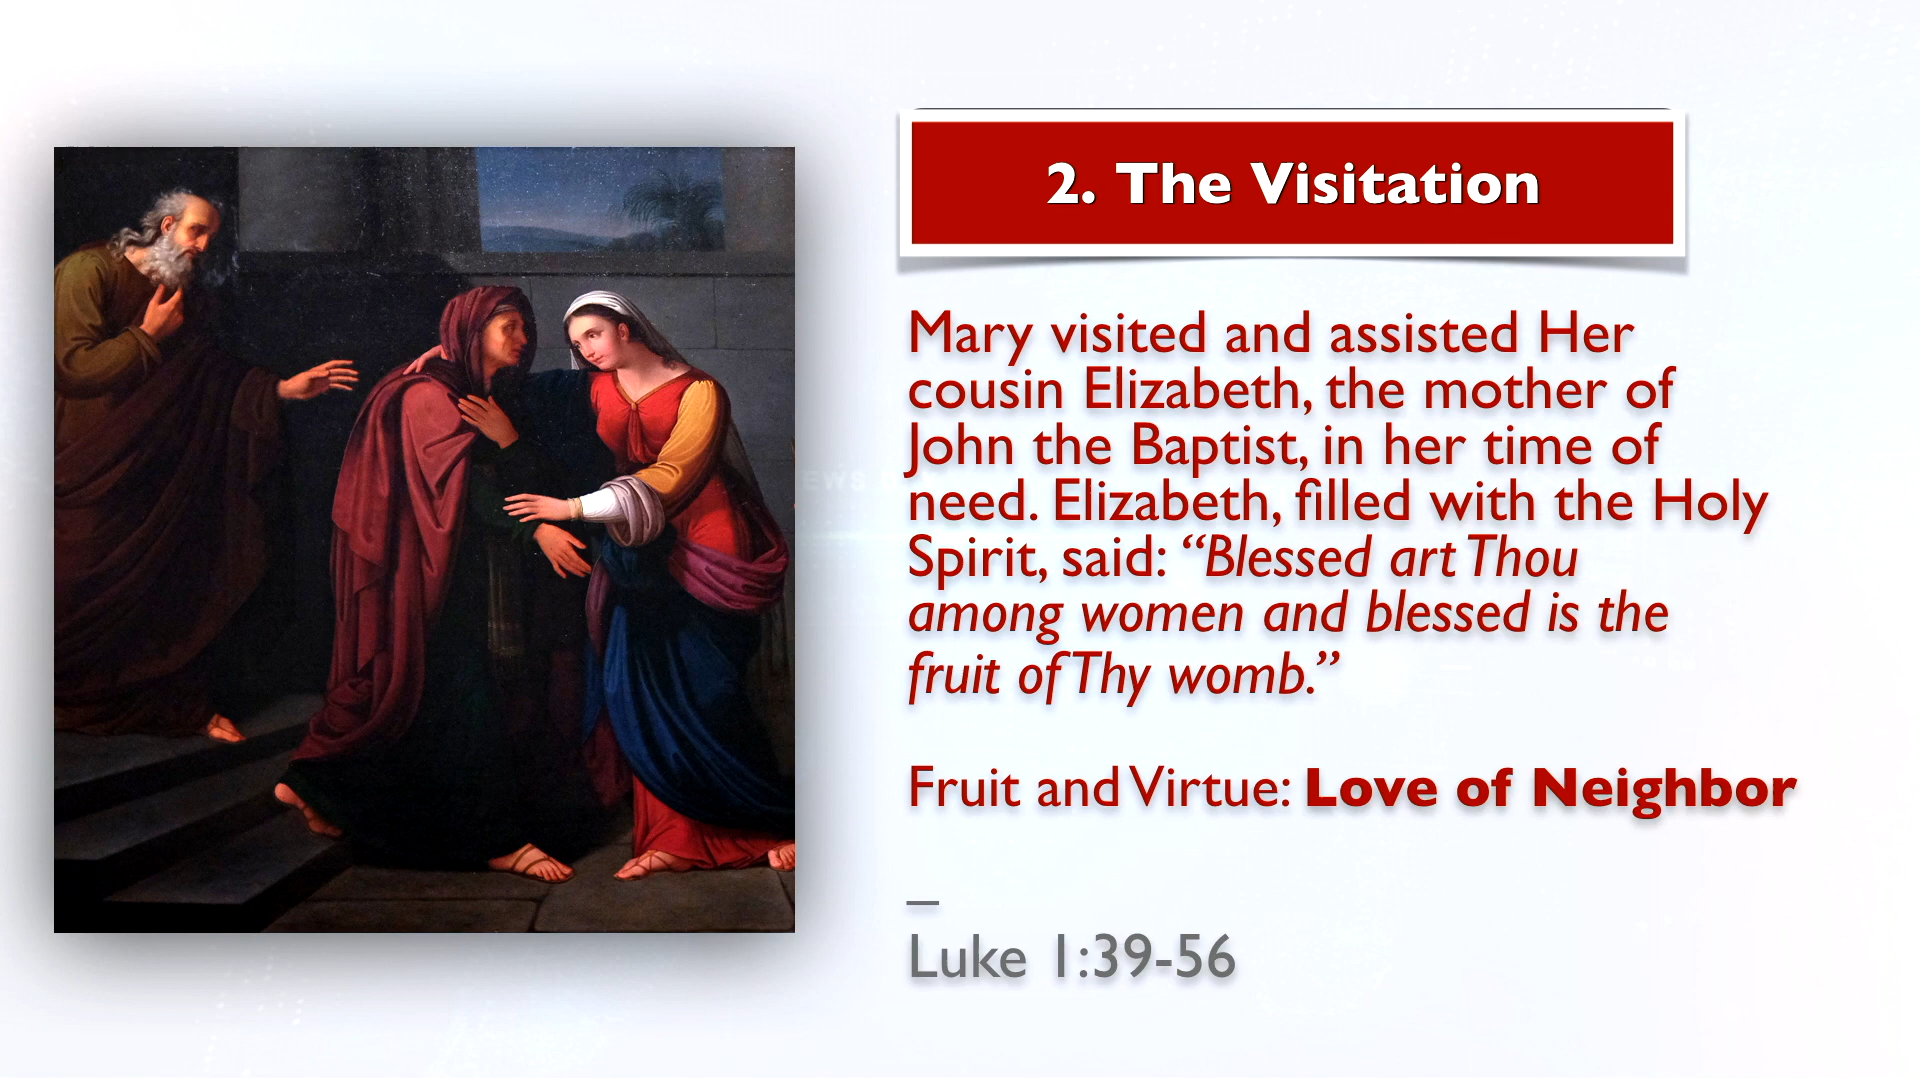 2. The Visitation
Mary visited and assisted Her
cousin Elizabeth, the mother of
John the Baptist, in her time of
need. Elizabeth, filled with the Holy
Spirit, said: “Blessed art Thou
among women and blessed is the
fruit of Thy womb.”
Fruit and Virtue: Love of Neighbor
_
Luke 1:39-56